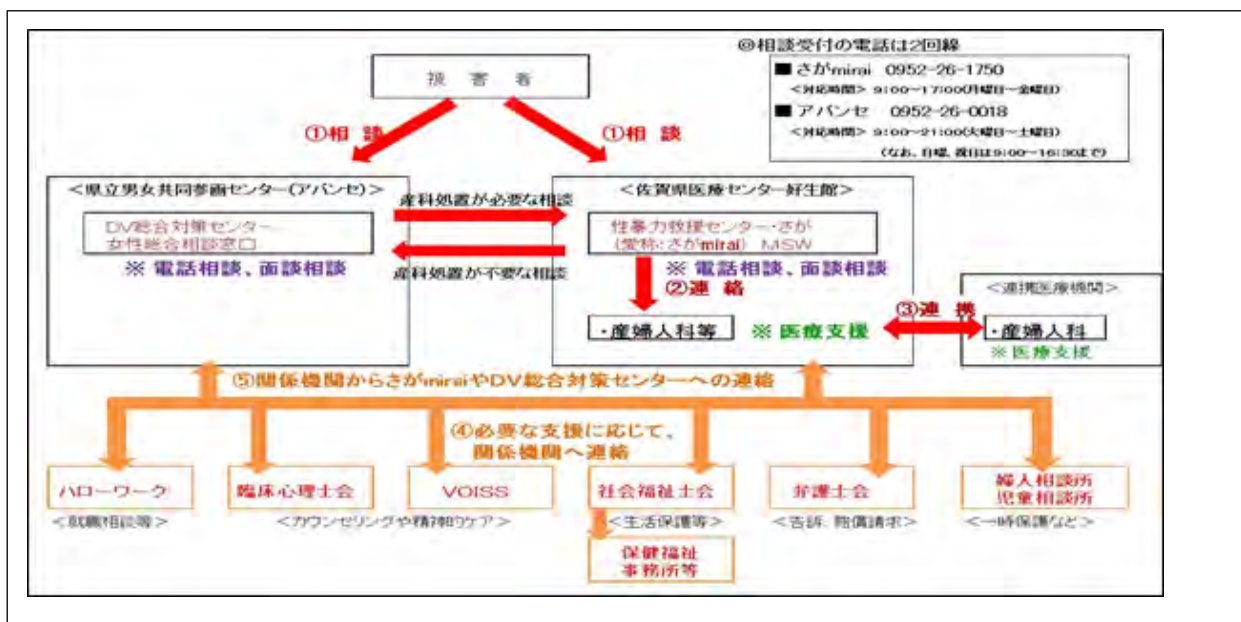 ◎相談受付の電話は2回線
■ さがmirai 0952-26-1750
＜対応時間＞ 9:00～17:00(月曜日～金曜日)
■ アバンセ 0952-26-0018
＜対応時間＞ 9:00～21:00(火曜日～土曜日)
(なお、日曜、祝日は9:00～16:30まで)
被 害 者
①相 談
①相 談
＜県立男女共同参画センター(アバンセ)＞
DV総合対策センター
女性総合相談窓口
※ 電話相談、面談相談
産科処置が必要な相談
産科処置が不要な相談
＜佐賀県医療センター好生館＞
性暴力救援センター・さが
(愛称:さがmirai) MSW
※ 電話相談、面談相談
②連 絡
・産婦人科等
※ 医療支援
③連 携
＜連携医療機関＞
・産婦人科
※ 医療支援
⑤関係機関からさがmiraiやDV総合対策センターへの連絡
④必要な支援に応じて、
関係機関へ連絡
ハローワーク
＜就職相談等＞
臨床心理士会
VOISS
＜カウンセリングや精神的ケア＞
社会福祉士会
＜生活保護等＞
保健福祉
事務所等
弁護士会
＜告訴、賠償請求＞
婦人相談所
児童相談所
＜一時保護など＞